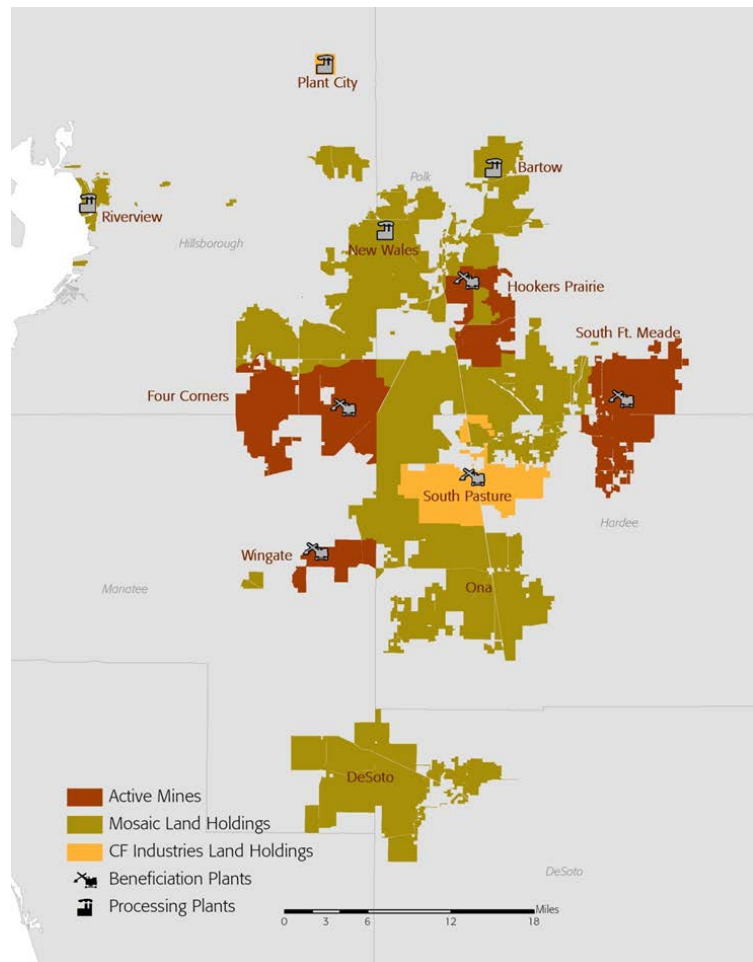 Plant City
Bartow
Polk
Riverview
Hillsborough
New Wales
Hookers Prairie
South Ft. Meade
Four Corners
South Pasture
Hardee
Wingate
Manatee
Ona
DeSoto
Active Mines
Mosaic Land Holdings
CF Industries Land Holdings
DeSoto
Beneficiation Plants
Processing Plants
Miles
0 3 6 12 18